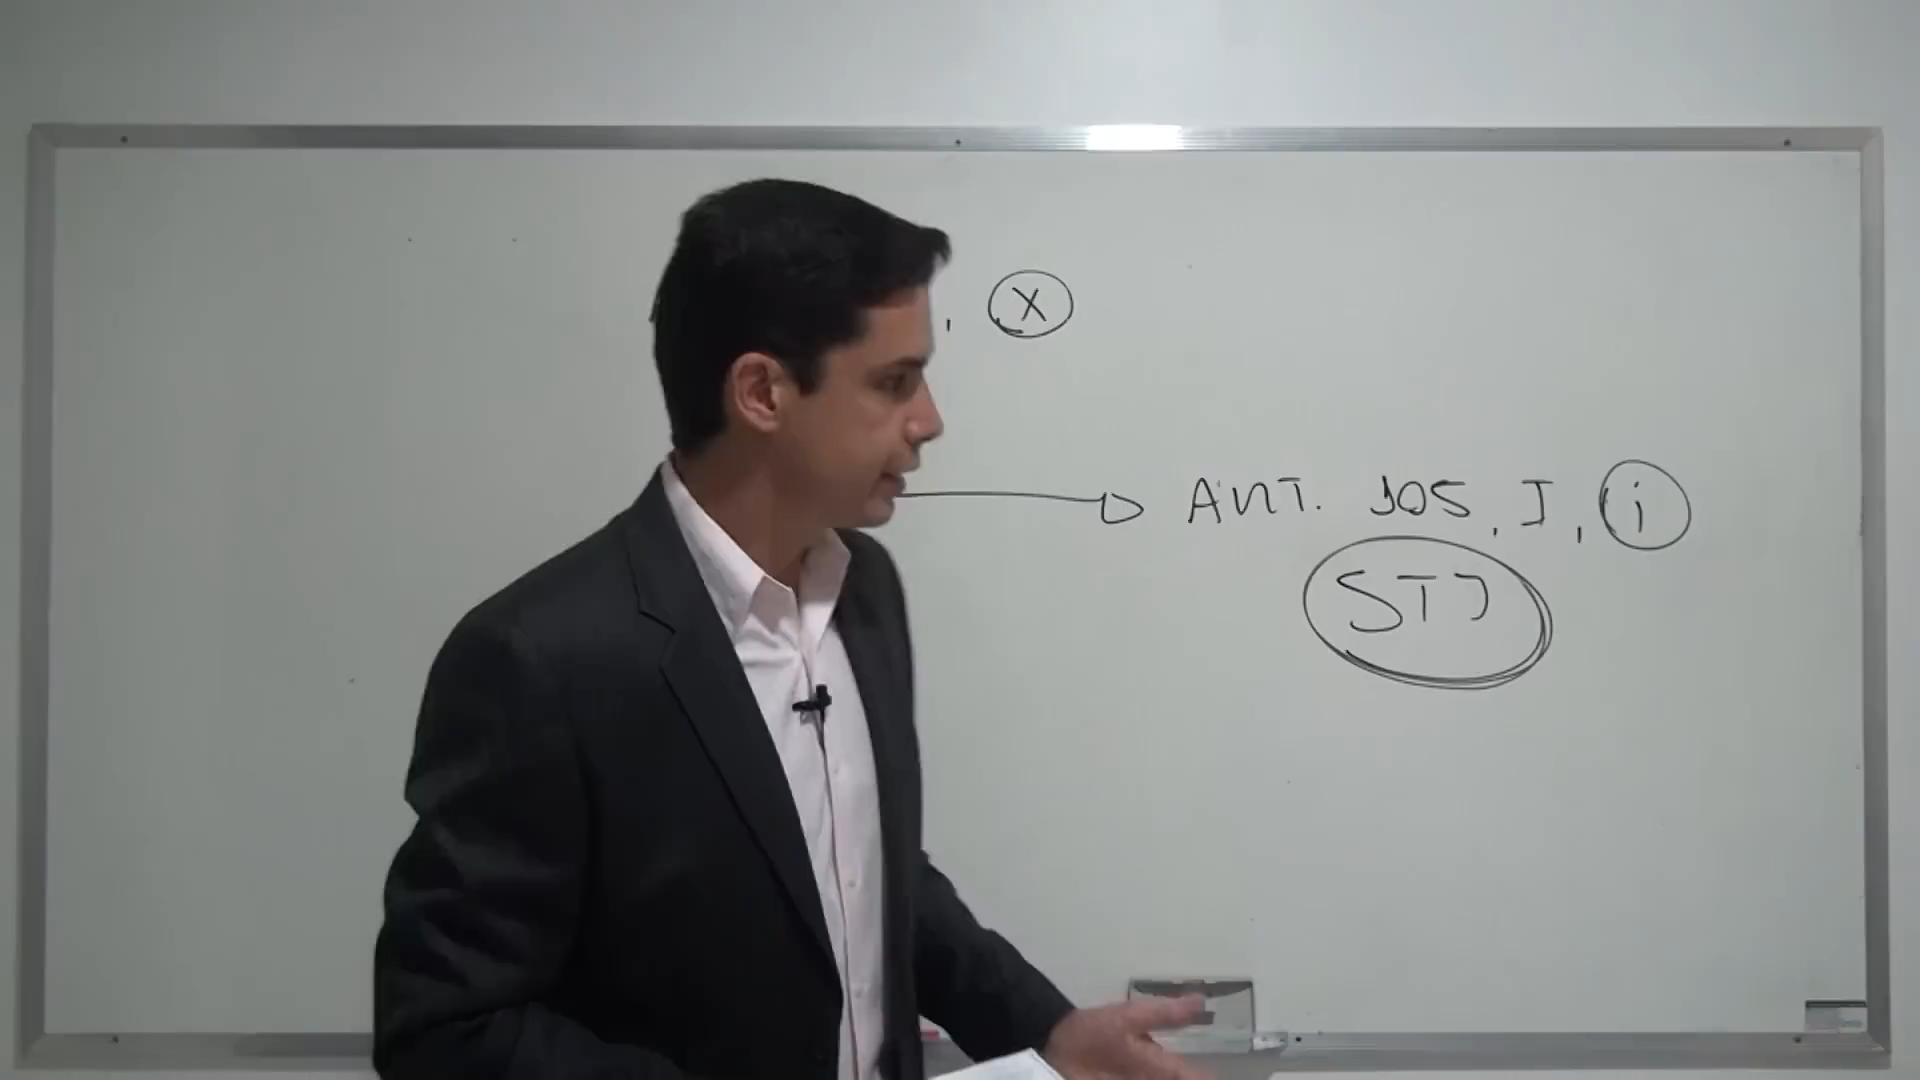 , X
ANT. JOS, J, i
STJ